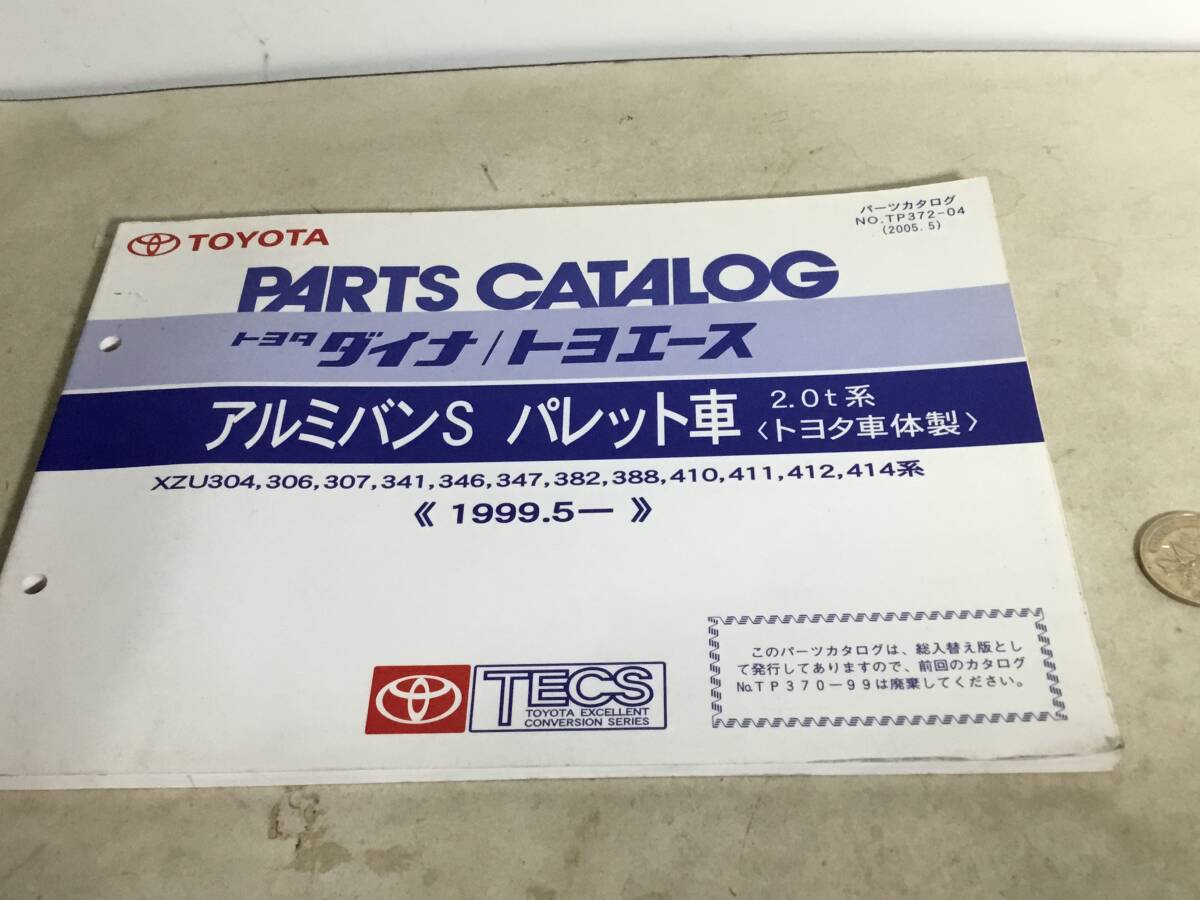 TOYOTA
パーツカタログ
NO.TP372-04
(2005.5)
PARTS CATALOG
トヨタ ダイナ/トヨエース
アルミバンS パレット車 2.0t系
〈トヨタ車体製〉
XZU304,306,307,341,346,347,382,388,410,411,412,414系
《 1999.5ー 》
このパーツカタログは、総入替え版とし
て発行してありますので、前回のカタログ
No.TP370ー99は廃棄してください。
TECS
TOYOTA EXCELLENT
CONVERSION SERIES